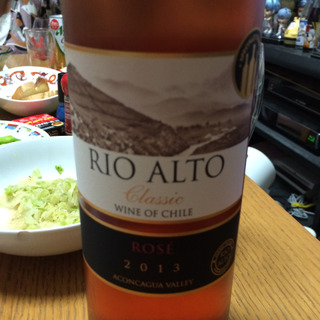 RIO ALTO
Classic
WINE OF CHILE
ROSÉ
2013
ACONCAGUA VALLEY